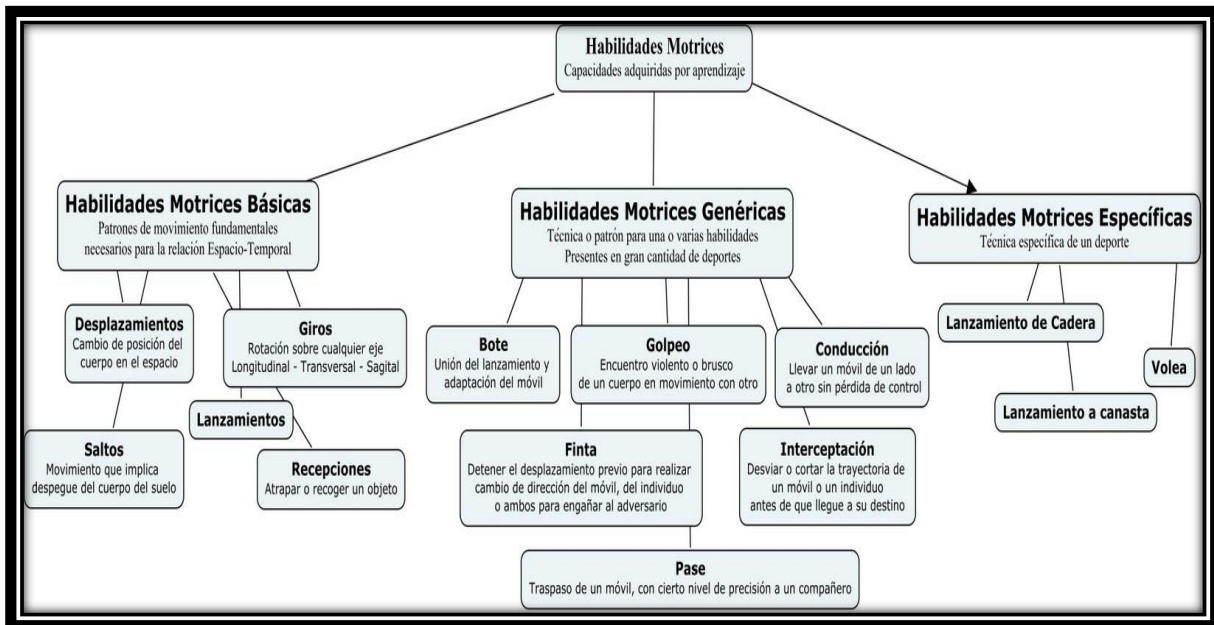 Habilidades Motrices
Capacidades adquiridas por aprendizaje
Habilidades Motrices Básicas
Patrones de movimiento fundamentales
necesarios para la relación Espacio-Temporal
Habilidades Motrices Genéricas
Técnica o patrón para una o varias habilidades
Presentes en gran cantidad de deportes
Habilidades Motrices Específicas
Técnica específica de un deporte
Desplazamientos
Cambio de posición del
cuerpo en el espacio
Giros
Rotación sobre cualquier eje
Longitudinal - Transversal - Sagital
Lanzamientos
Saltos
Movimiento que implica
despegue del cuerpo del suelo
Recepciones
Atrapar o recoger un objeto
Bote
Unión del lanzamiento y
adaptación del móvil
Golpeo
Encuentro violento o brusco
de un cuerpo en movimiento con otro
Conducción
Llevar un móvil de un lado
a otro sin pérdida de control
Finta
Detener el desplazamiento previo para realizar
cambio de dirección del móvil, del individuo
o ambos para engañar al adversario
Interceptación
Desviar o cortar la trayectoria de
un móvil o un individuo
antes de que llegue a su destino
Pase
Traspaso de un móvil, con cierto nivel de precisión a un compañero
Lanzamiento de Cadera
Volea
Lanzamiento a canasta